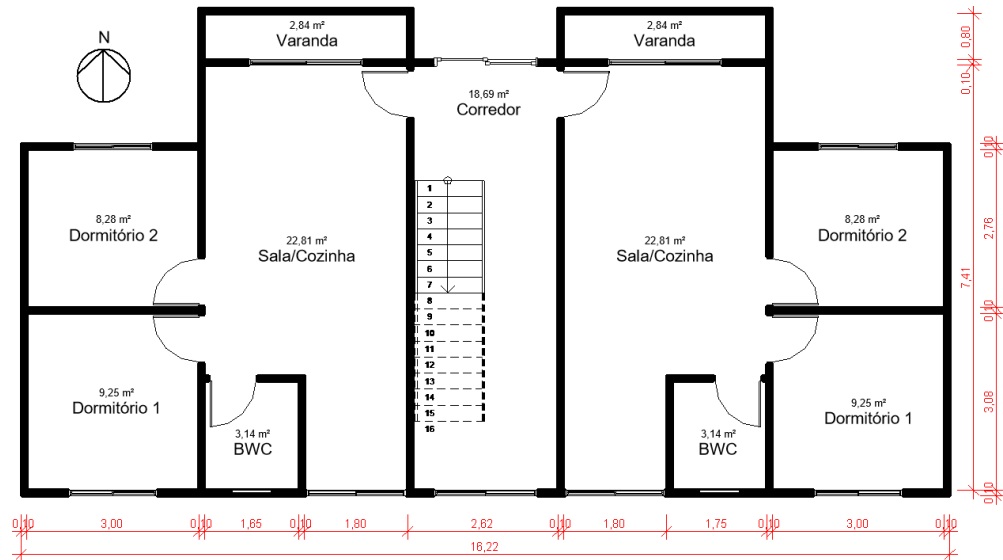 2,84 m²
Varanda
2,84 m²
Varanda
N
18,69 m²
Corredor
8,28 m²
Dormitório 2
22,81 m²
Sala/Cozinha
22,81 m²
Sala/Cozinha
8,28 m²
Dormitório 2
1
2
3
4
5
6
7
8
9
10
11
12
13
14
15
16
9,25 m²
Dormitório 1
3,14 m²
BWC
3,14 m²
BWC
9,25 m²
Dormitório 1
0,80
0,10
7,41
0,10
2,76
0,10
3,08
0,10
0,10 3,00 0,10 1,65 0,10 1,80 2,62 0,10 1,80 1,75 0,10 3,00 0,10
16,22